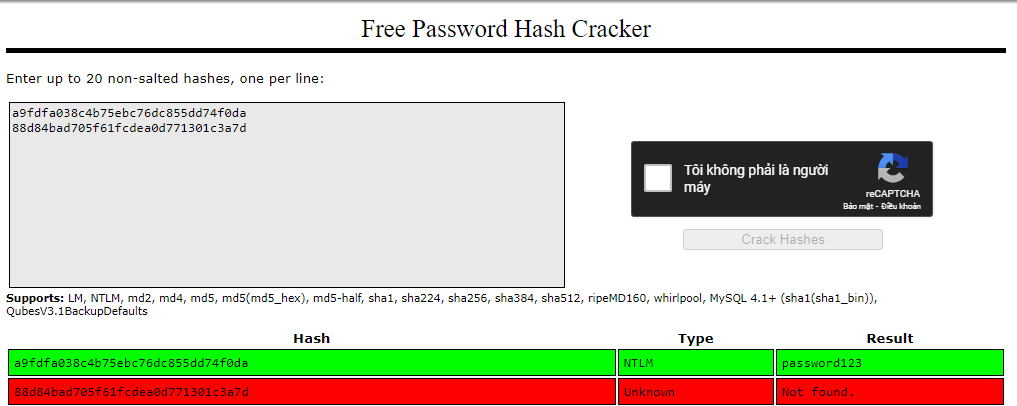 Free Password Hash Cracker
Enter up to 20 non-salted hashes, one per line:
a9fdfa038c4b75ebc76dc855dd74f0da
88d84bad705f61fcdea0d771301c3a7d
Tôi không phải là người
máy
reCAPTCHA
Bảo mật - Điều khoản
Crack Hashes
Supports: LM, NTLM, md2, md4, md5, md5(md5_hex), md5-half, sha1, sha224, sha256, sha384, sha512, ripeMD160, whirlpool, MySQL 4.1+ (sha1(sha1_bin)),
QubesV3.1BackupDefaults
Hash Type Result
a9fdfa038c4b75ebc76dc855dd74f0da NTLM password123
88d84bad705f61fcdea0d771301c3a7d Unknown Not found.